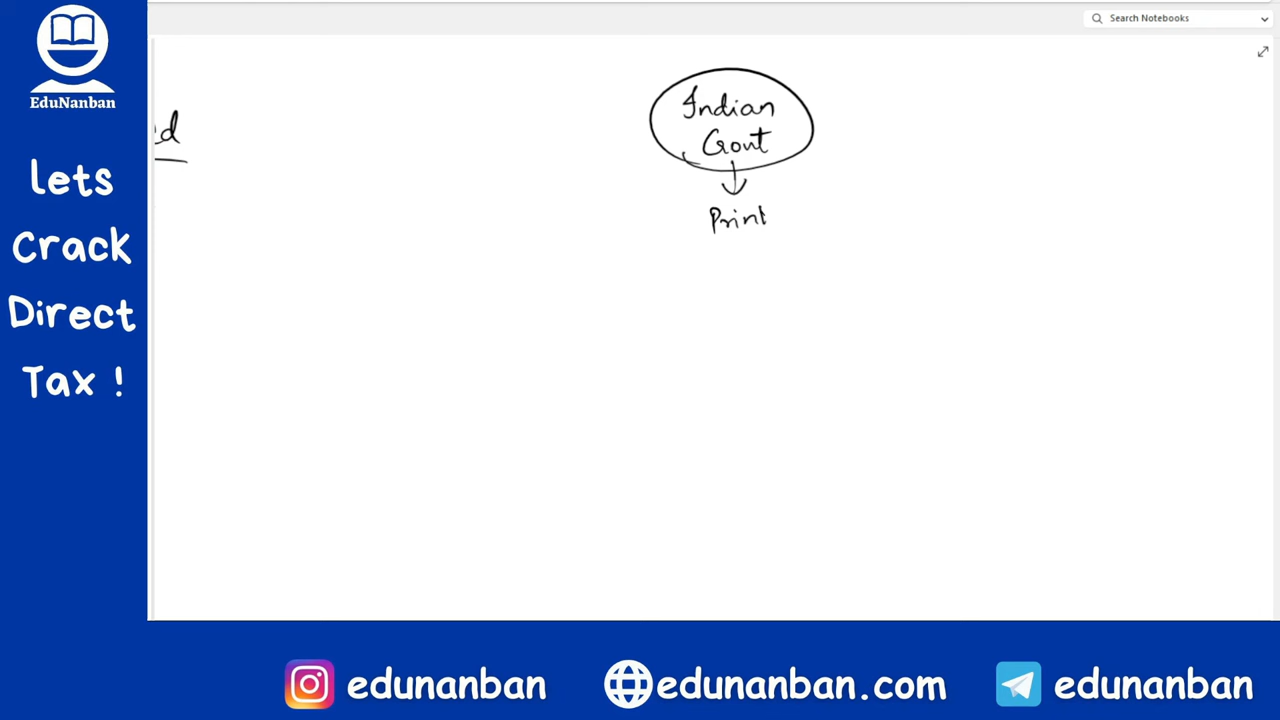 Search Notebooks
EduNanban
Lets
Crack
Direct
Tax !
Indian
Govt
Print
edunanban
edunanban.com
edunanban